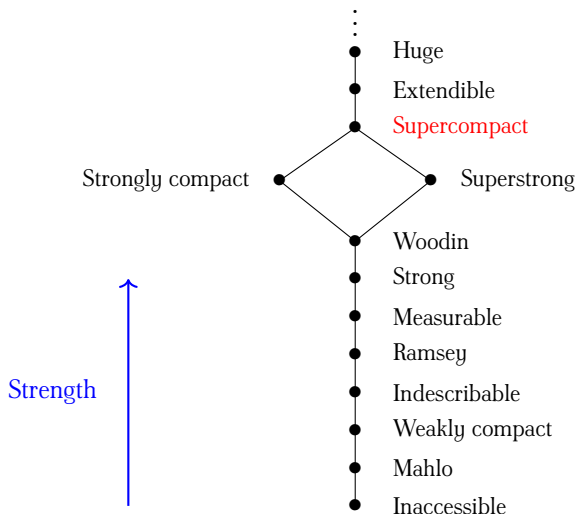 Huge
Extendible
Supercompact
Strongly compact
Superstrong
Woodin
Strong
Measurable
Ramsey
Strength
Indescribable
Weakly compact
Mahlo
Inaccessible